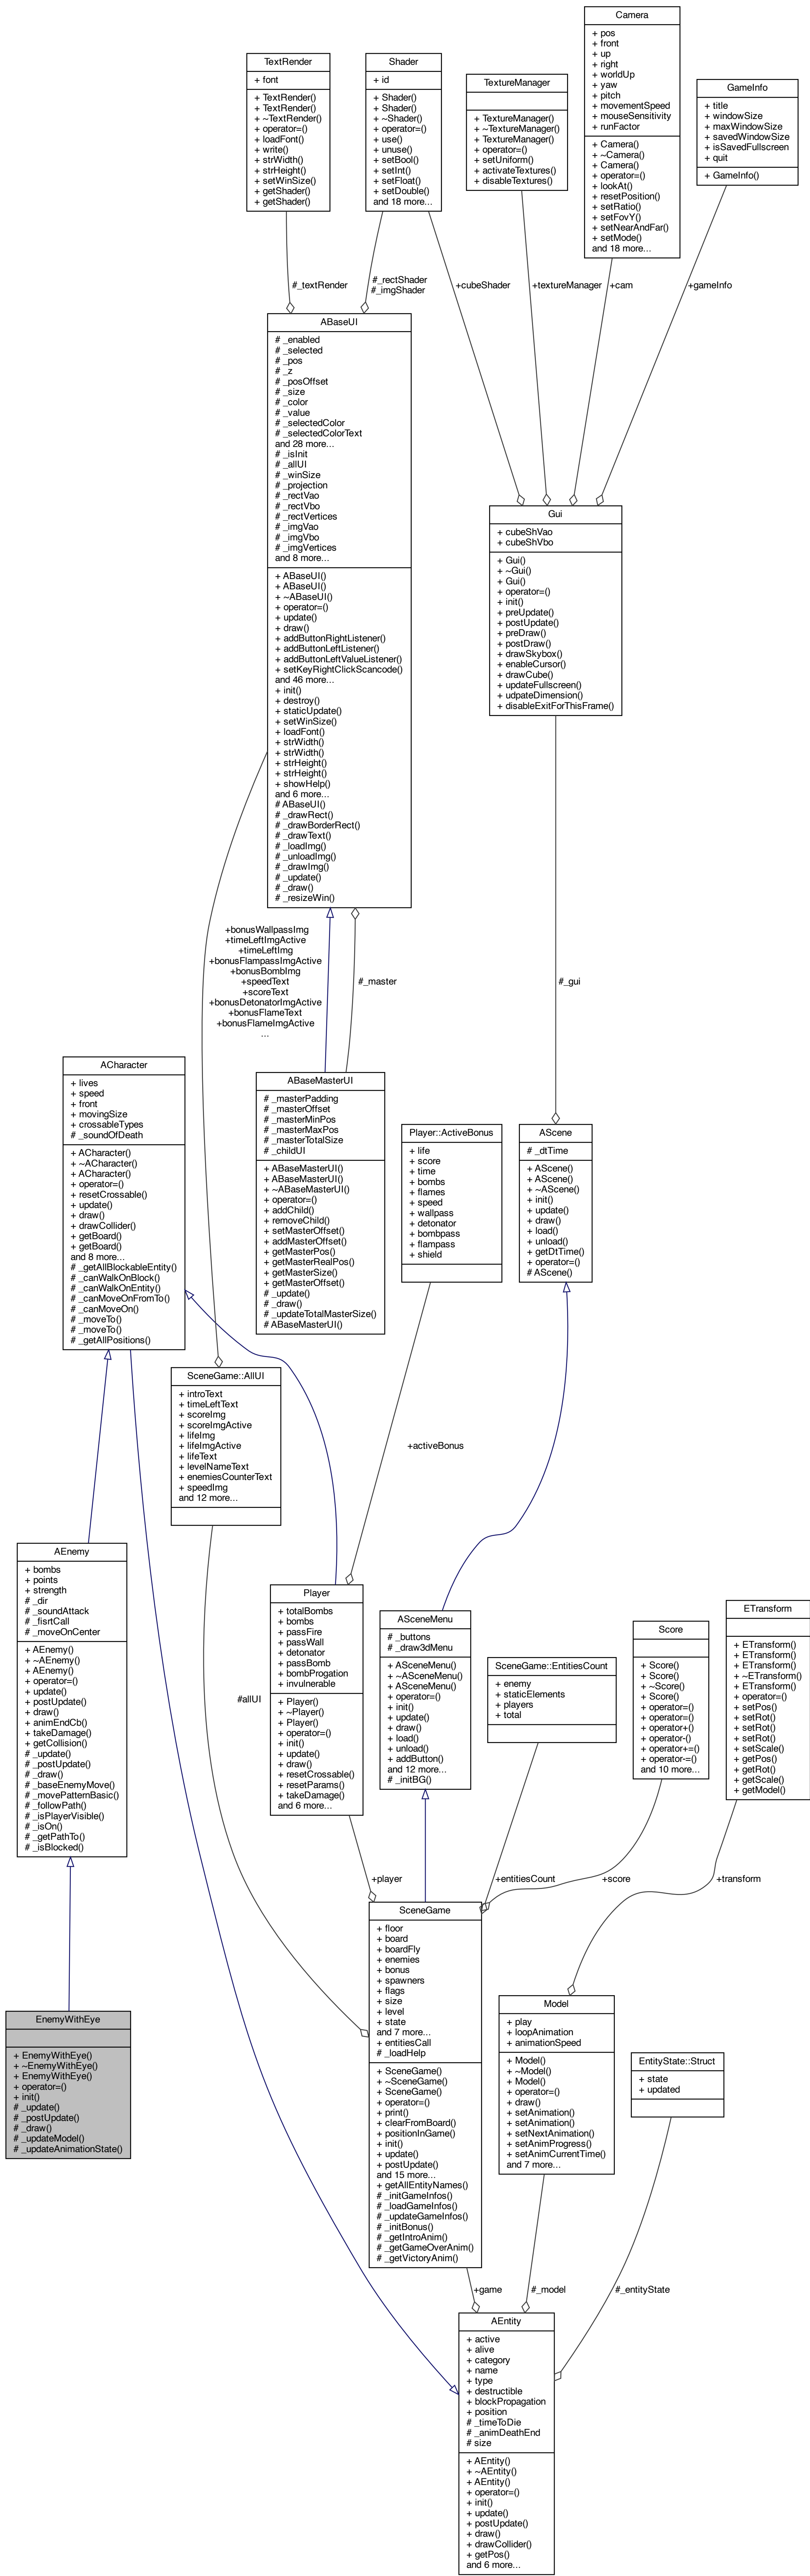 TextRender
+ font
+ TextRender()
+ TextRender()
+ ~TextRender()
+ operator=()
+ loadFont()
+ write()
+ strWidth()
+ strHeight()
+ setWinSize()
+ getShader()
+ getShader()
Shader
+ id
+ Shader()
+ Shader()
+ ~Shader()
+ operator=()
+ use()
+ unuse()
+ setBool()
+ setInt()
+ setFloat()
+ setDouble()
and 18 more...
TextureManager
+ TextureManager()
+ ~TextureManager()
+ TextureManager()
+ operator=()
+ setUniform()
+ activateTextures()
+ disableTextures()
Camera
+ pos
+ front
+ up
+ right
+ worldUp
+ yaw
+ pitch
+ movementSpeed
+ mouseSensitivity
+ runFactor
+ Camera()
+ ~Camera()
+ Camera()
+ operator=()
+ lookAt()
+ resetPosition()
+ setRatio()
+ setFovY()
+ setNearAndFar()
+ setMode()
and 18 more...
GameInfo
+ title
+ windowSize
+ maxWindowSize
+ savedWindowSize
+ isSavedFullscreen
+ quit
+ GameInfo()
#_textRender
#_rectShader
#_imgShader
+cubeShader
+textureManager
+cam
+gameInfo
ABaseUI
# _enabled
# _selected
# _pos
# _z
# _posOffset
# _size
# _color
# _value
# _selectedColor
# _selectedColorText
and 28 more...
# _isInit
# _allUI
# _winSize
# _projection
# _rectVao
# _rectVbo
# _rectVertices
# _imgVao
# _imgVbo
# _imgVertices
and 8 more...
+ ABaseUI()
+ ABaseUI()
+ ~ABaseUI()
+ operator=()
+ update()
+ draw()
+ addButtonRightListener()
+ addButtonLeftListener()
+ addButtonLeftValueListener()
+ setKeyRightClickScancode()
and 46 more...
+ init()
+ destroy()
+ staticUpdate()
+ setWinSize()
+ loadFont()
+ strWidth()
+ strWidth()
+ strHeight()
+ strHeight()
+ showHelp()
and 6 more...
# ABaseUI()
# _drawRect()
# _drawBorderRect()
# _drawText()
# _loadImg()
# _unloadImg()
# _drawImg()
# _update()
# _draw()
# _resizeWin()
Gui
+ cubeShVao
+ cubeShVbo
+ Gui()
+ ~Gui()
+ Gui()
+ operator=()
+ init()
+ preUpdate()
+ postUpdate()
+ preDraw()
+ postDraw()
+ drawSkybox()
+ enableCursor()
+ drawCube()
+ updateFullscreen()
+ udpateDimension()
+ disableExitForThisFrame()
+bonusWallpassImg
+timeLeftImgActive
+timeLeftImg
+bonusFlampassImgActive
+bonusBombImg
+speedText
+scoreText
+bonusDetonatorImgActive
+bonusFlameText
+bonusFlameImgActive
...
#_master
#_gui
ACharacter
+ lives
+ speed
+ front
+ movingSize
+ crossableTypes
# _soundOfDeath
+ ACharacter()
+ ~ACharacter()
+ ACharacter()
+ operator=()
+ resetCrossable()
+ update()
+ draw()
+ drawCollider()
+ getBoard()
+ getBoard()
and 8 more...
# _getAllBlockableEntity()
# _canWalkOnBlock()
# _canWalkOnEntity()
# _canMoveOnFromTo()
# _canMoveOn()
# _moveTo()
# _moveTo()
# _getAllPositions()
ABaseMasterUI
# _masterPadding
# _masterOffset
# _masterMinPos
# _masterMaxPos
# _masterTotalSize
# _childUI
+ ABaseMasterUI()
+ ABaseMasterUI()
+ ~ABaseMasterUI()
+ operator=()
+ addChild()
+ removeChild()
+ setMasterOffset()
+ addMasterOffset()
+ getMasterPos()
+ getMasterRealPos()
+ getMasterSize()
+ getMasterOffset()
# _update()
# _draw()
# _updateTotalMasterSize()
# ABaseMasterUI()
Player::ActiveBonus
+ life
+ score
+ time
+ bombs
+ flames
+ speed
+ wallpass
+ detonator
+ bombpass
+ flampass
+ shield
AScene
# _dtTime
+ AScene()
+ AScene()
+ ~AScene()
+ init()
+ update()
+ draw()
+ load()
+ unload()
+ getDtTime()
+ operator=()
# AScene()
SceneGame::AllUI
+ introText
+ timeLeftText
+ scoreImg
+ scoreImgActive
+ lifeImg
+ lifeImgActive
+ lifeText
+ levelNameText
+ enemiesCounterText
+ speedImg
and 12 more...
+activeBonus
AEnemy
+ bombs
+ points
+ strength
# _dir
# _soundAttack
# _fisrtCall
# _moveOnCenter
+ AEnemy()
+ ~AEnemy()
+ AEnemy()
+ operator=()
+ update()
+ postUpdate()
+ draw()
+ animEndCb()
+ takeDamage()
+ getCollision()
# _update()
# _postUpdate()
# _draw()
# _baseEnemyMove()
# _movePatternBasic()
# _followPath()
# _isPlayerVisible()
# _isOn()
# _getPathTo()
# _isBlocked()
#allUI
Player
+ totalBombs
+ bombs
+ passFire
+ passWall
+ detonator
+ passBomb
+ bombProgation
+ invulnerable
+ Player()
+ ~Player()
+ Player()
+ operator=()
+ init()
+ update()
+ draw()
+ resetCrossable()
+ resetParams()
+ takeDamage()
and 6 more...
ASceneMenu
# _buttons
# _draw3dMenu
+ ASceneMenu()
+ ~ASceneMenu()
+ ASceneMenu()
+ operator=()
+ init()
+ update()
+ draw()
+ load()
+ unload()
+ addButton()
and 12 more...
# _initBG()
SceneGame::EntitiesCount
+ enemy
+ staticElements
+ players
+ total
Score
+ Score()
+ Score()
+ ~Score()
+ Score()
+ operator=()
+ operator=()
+ operator+()
+ operator-()
+ operator+=()
+ operator-=()
and 10 more...
ETransform
+ ETransform()
+ ETransform()
+ ETransform()
+ ~ETransform()
+ ETransform()
+ operator=()
+ setPos()
+ setRot()
+ setRot()
+ setScale()
+ getPos()
+ getRot()
+ getScale()
+ getModel()
+player
+entitiesCount
+score
+transform
EnemyWithEye
+ EnemyWithEye()
+ ~EnemyWithEye()
+ EnemyWithEye()
+ operator=()
+ init()
# _update()
# _postUpdate()
# _draw()
# _updateModel()
# _updateAnimationState()
SceneGame
+ floor
+ board
+ boardFly
+ enemies
+ bonus
+ spawners
+ flags
+ size
+ level
+ state
and 7 more...
+ entitiesCall
# _loadHelp
+ SceneGame()
+ ~SceneGame()
+ SceneGame()
+ operator=()
+ print()
+ clearFromBoard()
+ positionInGame()
+ init()
+ update()
+ postUpdate()
and 15 more...
+ getAllEntityNames()
# _initGameInfos()
# _loadGameInfos()
# _updateGameInfos()
# _initBonus()
# _getIntroAnim()
# _getGameOverAnim()
# _getVictoryAnim()
Model
+ play
+ loopAnimation
+ animationSpeed
+ Model()
+ ~Model()
+ Model()
+ operator=()
+ draw()
+ setAnimation()
+ setAnimation()
+ setNextAnimation()
+ setAnimProgress()
+ setAnimCurrentTime()
and 7 more...
EntityState::Struct
+ state
+ updated
+game
#_model
#_entityState
AEntity
+ active
+ alive
+ category
+ name
+ type
+ destructible
+ blockPropagation
+ position
# _timeToDie
# _animDeathEnd
# size
+ AEntity()
+ ~AEntity()
+ AEntity()
+ operator=()
+ init()
+ update()
+ postUpdate()
+ draw()
+ drawCollider()
+ getPos()
and 6 more...